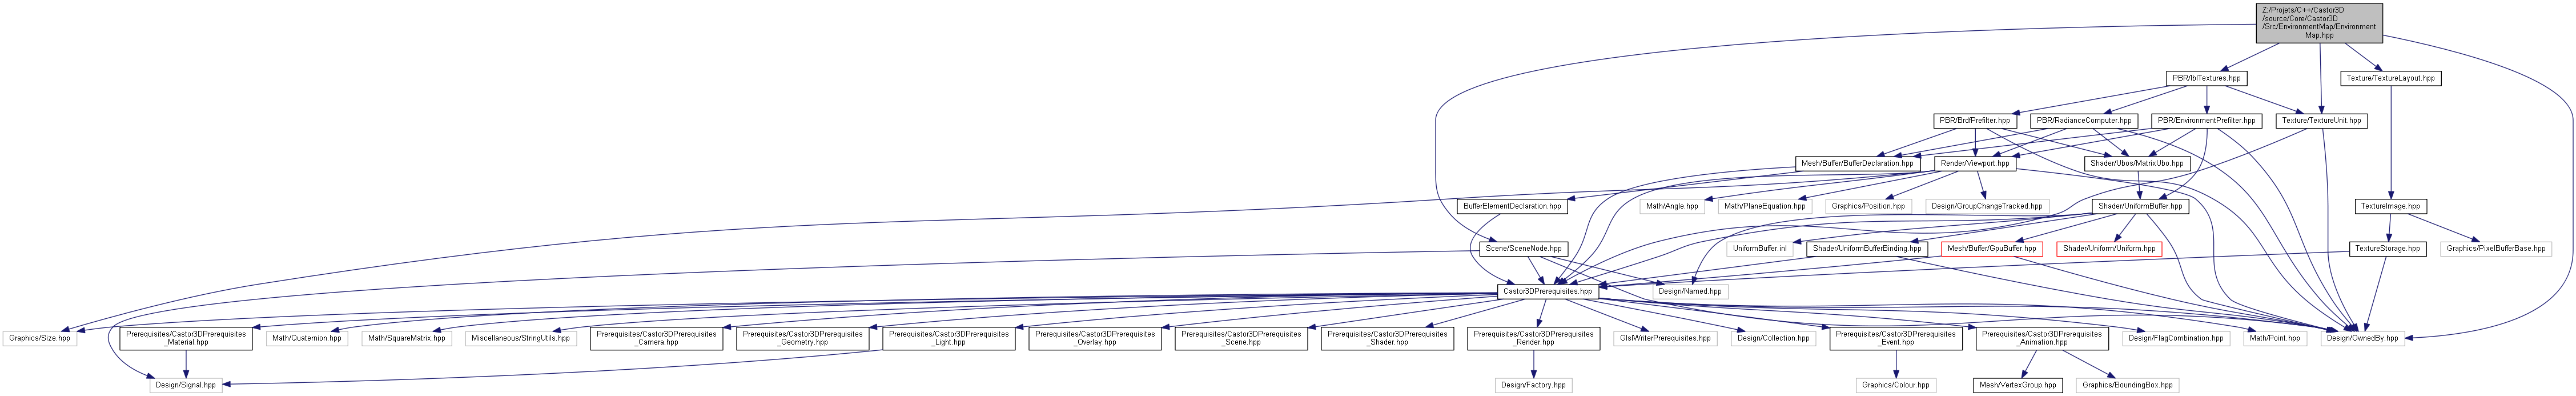 Z:/Projets/C++/Castor3D
/source/Core/Castor3D
/Src/EnvironmentMap/Environment
Map.hpp
PBR/IblTextures.hpp
Texture/TextureLayout.hpp
PBR/BrdfPrefilter.hpp
PBR/RadianceComputer.hpp
PBR/EnvironmentPrefilter.hpp
Texture/TextureUnit.hpp
Mesh/Buffer/BufferDeclaration.hpp
Render/Viewport.hpp
Shader/Ubos/MatrixUbo.hpp
BufferElementDeclaration.hpp
Math/Angle.hpp
Math/PlaneEquation.hpp
Graphics/Position.hpp
Design/GroupChangeTracked.hpp
Shader/UniformBuffer.hpp
TextureImage.hpp
Scene/SceneNode.hpp
UniformBuffer.inl
Shader/UniformBufferBinding.hpp
Mesh/Buffer/GpuBuffer.hpp
Shader/Uniform/Uniform.hpp
TextureStorage.hpp
Graphics/PixelBufferBase.hpp
Castor3DPrerequisites.hpp
Design/Named.hpp
Graphics/Size.hpp
Prerequisites/Castor3DPrerequisites
_Material.hpp
Math/Quaternion.hpp
Math/SquareMatrix.hpp
Miscellaneous/StringUtils.hpp
Prerequisites/Castor3DPrerequisites
_Camera.hpp
Prerequisites/Castor3DPrerequisites
_Geometry.hpp
Prerequisites/Castor3DPrerequisites
_Light.hpp
Prerequisites/Castor3DPrerequisites
_Overlay.hpp
Prerequisites/Castor3DPrerequisites
_Scene.hpp
Prerequisites/Castor3DPrerequisites
_Shader.hpp
Prerequisites/Castor3DPrerequisites
_Render.hpp
GlslWriterPrerequisites.hpp
Design/Collection.hpp
Prerequisites/Castor3DPrerequisites
_Event.hpp
Prerequisites/Castor3DPrerequisites
_Animation.hpp
Design/FlagCombination.hpp
Math/Point.hpp
Design/OwnedBy.hpp
Design/Signal.hpp
Design/Factory.hpp
Graphics/Colour.hpp
Mesh/VertexGroup.hpp
Graphics/BoundingBox.hpp